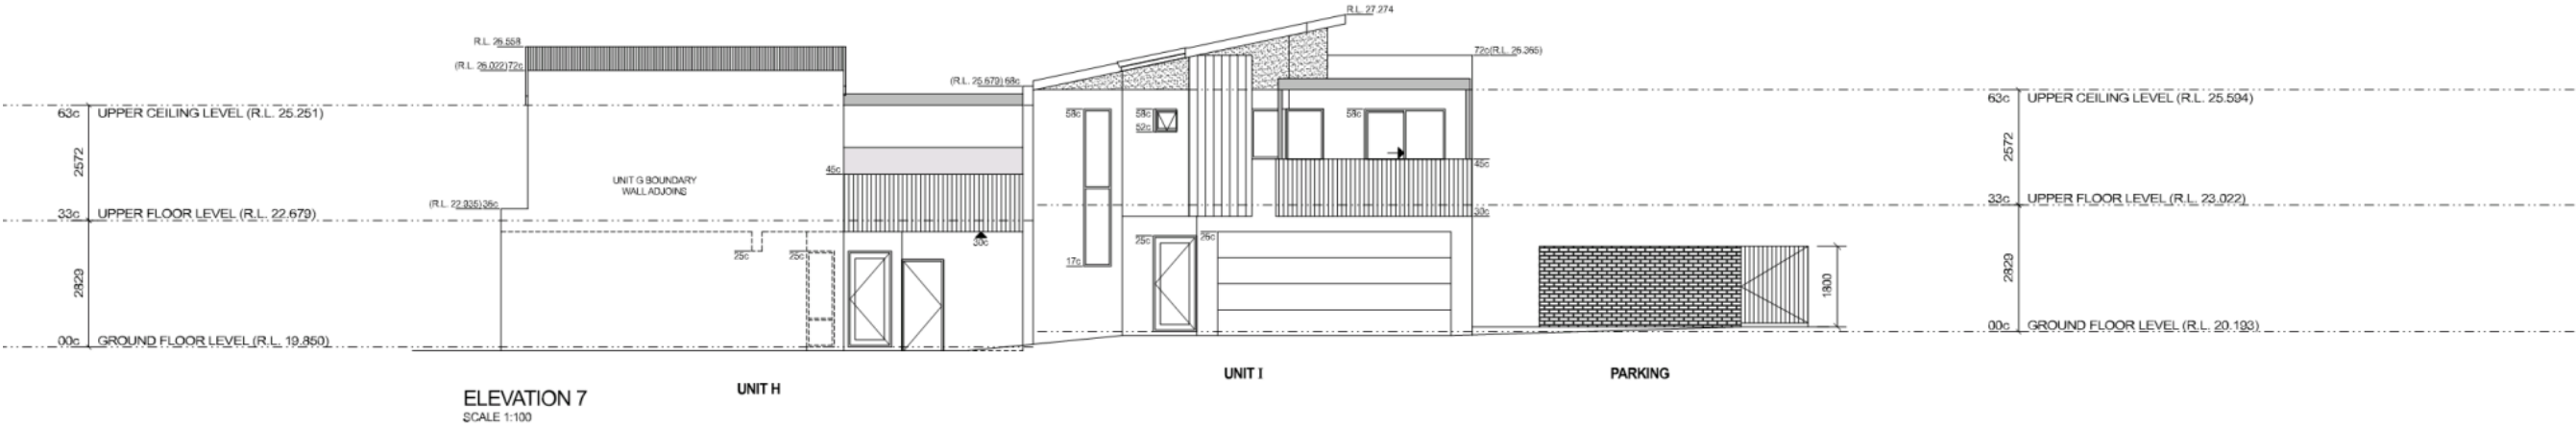 R.L. 27.274
R.L. 26.558
72c(R.L. 26.365)
(R.L. 26.022)72c
(R.L. 25.679) 68c
63c UPPER CEILING LEVEL (R.L. 25.251)
63c UPPER CEILING LEVEL (R.L. 25.594)
58c
58c
52c
58c
2572
2572
45c
45c
UNIT G BOUNDARY
WALL ADJOINS
(R.L. 22.935)36c
33c UPPER FLOOR LEVEL (R.L. 22.679)
33c UPPER FLOOR LEVEL (R.L. 23.022)
30c
30c
25c
25c
25c
25c
17c
2829
2829
1800
00c GROUND FLOOR LEVEL (R.L. 19.850)
00c GROUND FLOOR LEVEL (R.L. 20.193)
UNIT H
UNIT I
PARKING
ELEVATION 7
SCALE 1:100